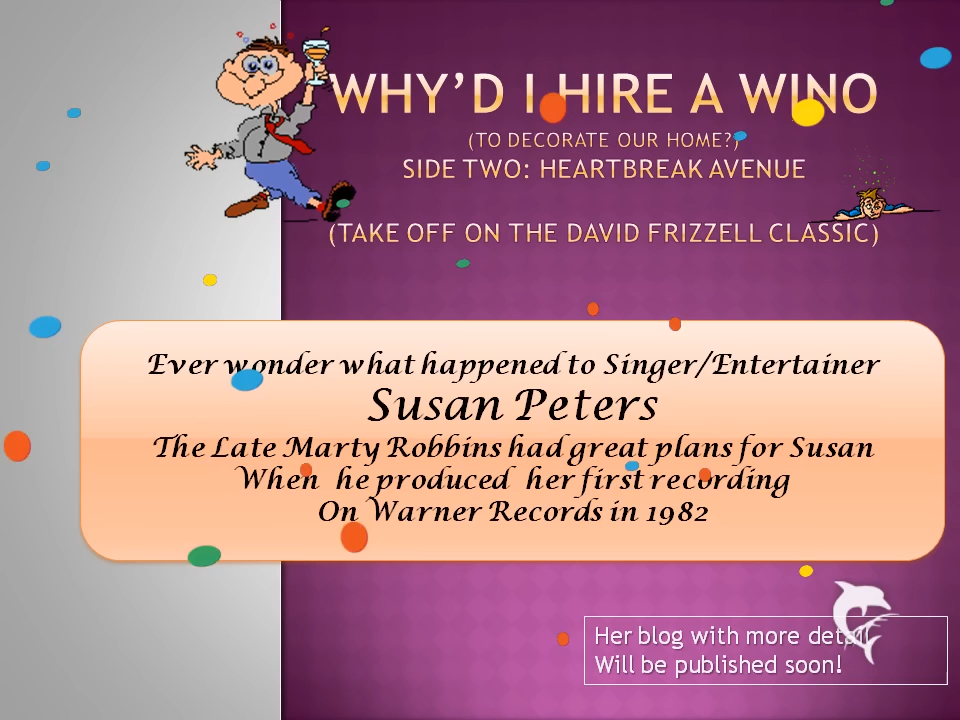 WHY'D I HIRE A WINO
(TO DECORATE OUR HOME?)
SIDE TWO: HEARTBREAK AVENUE
(TAKE OFF ON THE DAVID FRIZZELL CLASSIC)
Ever wonder what happened to Singer/Entertainer
Susan Peters
The Late Marty Robbins had great plans for Susan
When he produced her first recording
On Warner Records in 1982
Her blog with more detail
Will be published soon!